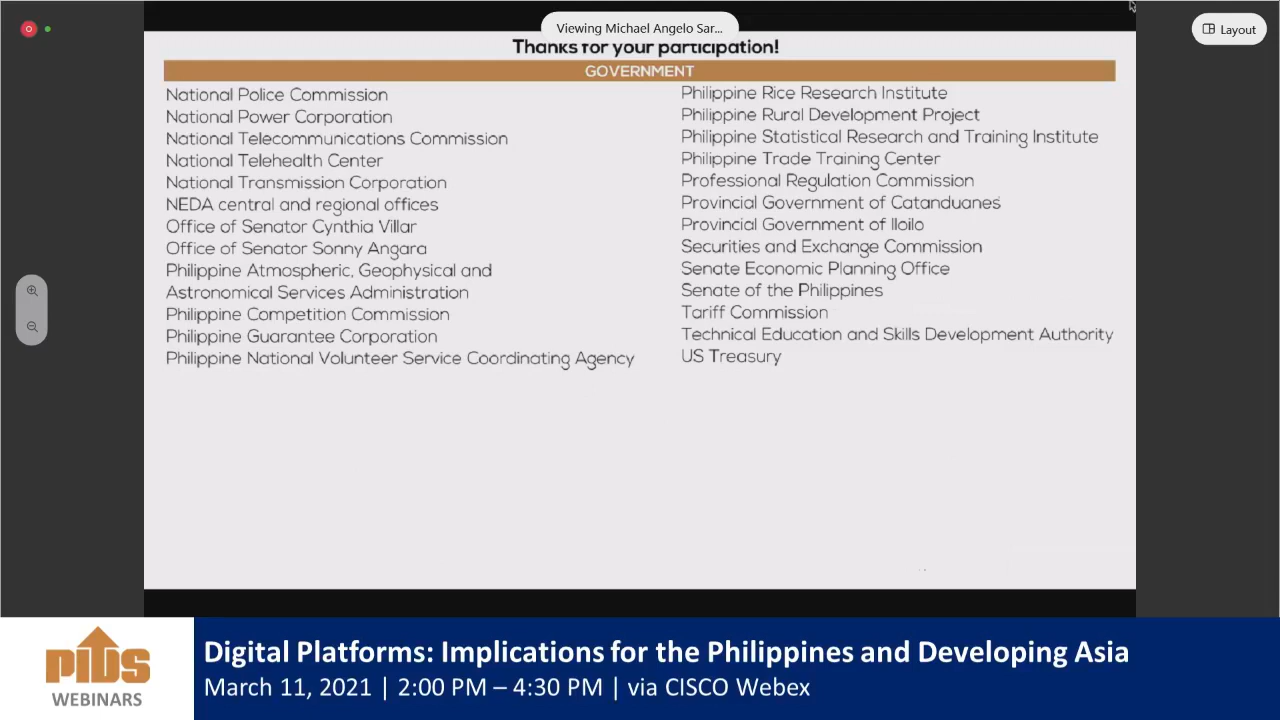 Viewing Michael Angelo Sar...
Layout
Thanks for your participation!
GOVERNMENT
National Police Commission
National Power Corporation
National Telecommunications Commission
National Telehealth Center
National Transmission Corporation
NEDA central and regional offices
Office of Senator Cynthia Villar
Office of Senator Sonny Angara
Philippine Atmospheric, Geophysical and
Astronomical Services Administration
Philippine Competition Commission
Philippine Guarantee Corporation
Philippine National Volunteer Service Coordinating Agency
Philippine Rice Research Institute
Philippine Rural Development Project
Philippine Statistical Research and Training Institute
Philippine Trade Training Center
Professional Regulation Commission
Provincial Government of Catanduanes
Provincial Government of Iloilo
Securities and Exchange Commission
Senate Economic Planning Office
Senate of the Philippines
Tariff Commission
Technical Education and Skills Development Authority
US Treasury
PIDS
WEBINARS
Digital Platforms: Implications for the Philippines and Developing Asia
March 11, 2021 | 2:00 PM – 4:30 PM | via CISCO Webex